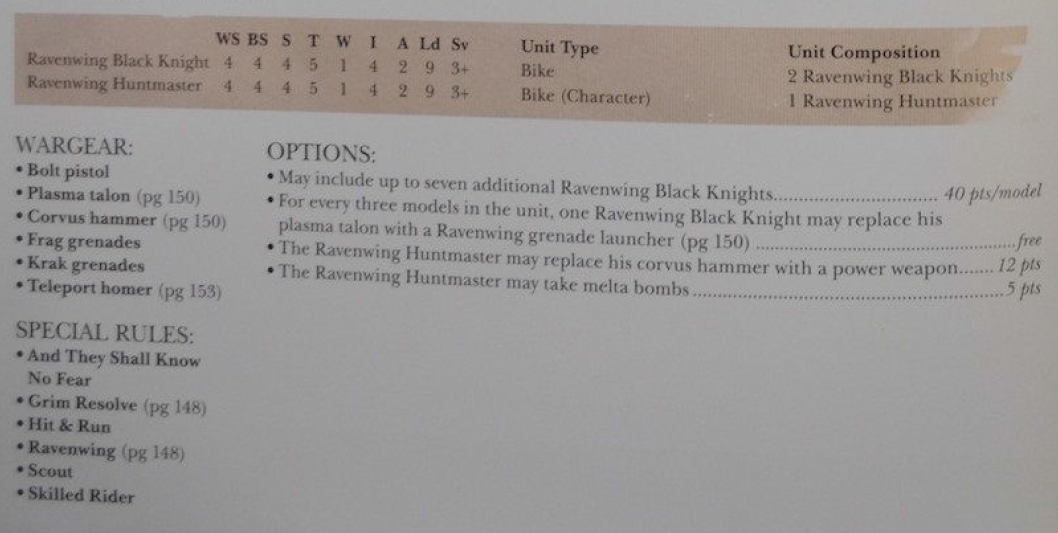 WS BS S T W I A Ld Sv Unit Type Unit Composition
Ravenwing Black Knight 4 4 4 5 1 4 2 9 3+ Bike 2 Ravenwing Black Knights
Ravenwing Huntmaster 4 4 4 5 1 4 2 9 3+ Bike (Character) 1 Ravenwing Huntmaster
WARGEAR:
• Bolt pistol
• Plasma talon (pg 150)
• Corvus hammer (pg 150)
• Frag grenades
• Krak grenades
• Teleport homer (pg 153)
SPECIAL RULES:
• And They Shall Know
No Fear
• Grim Resolve (pg 148)
• Hit & Run
• Ravenwing (pg 148)
• Scout
• Skilled Rider
OPTIONS:
• May include up to seven additional Ravenwing Black Knights................................. 40 pts/model
• For every three models in the unit, one Ravenwing Black Knight may replace his
plasma talon with a Ravenwing grenade launcher (pg 150) ....................................................free
• The Ravenwing Huntmaster may replace his corvus hammer with a power weapon....... 12 pts
• The Ravenwing Huntmaster may take melta bombs ...............................................................5 pts